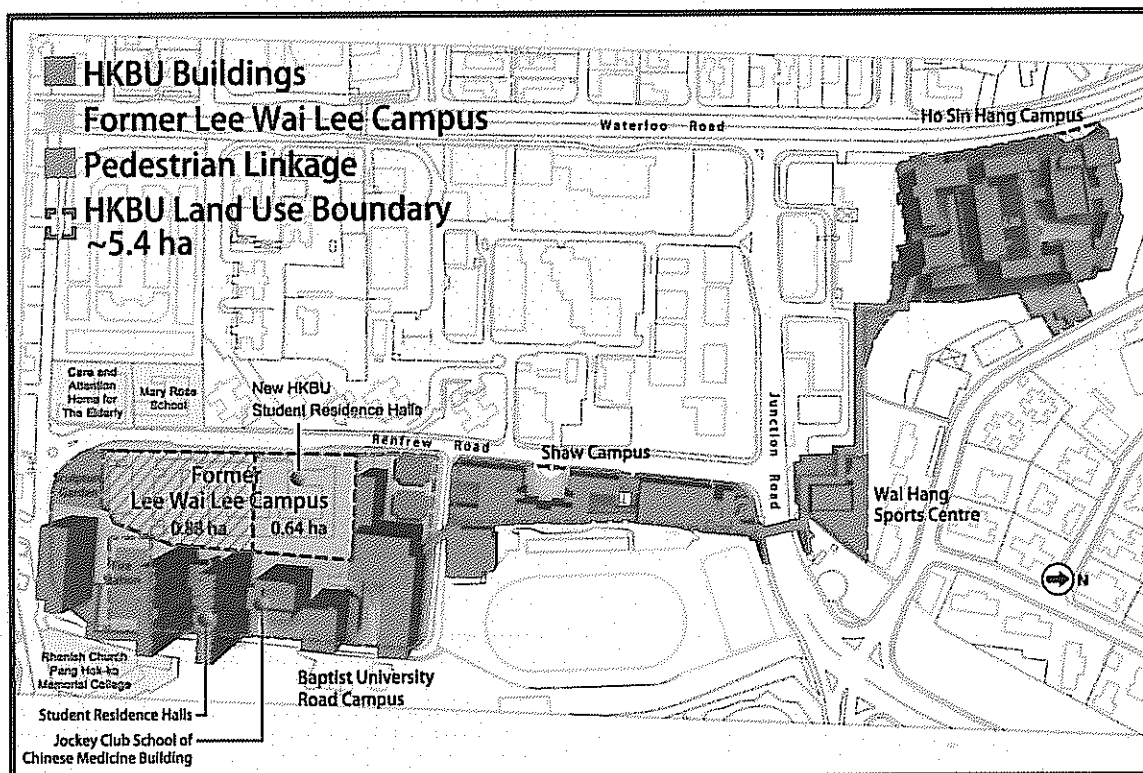 HKBU Buildings
Former Lee Wai Lee Campus
Pedestrian Linkage
HKBU Land Use Boundary
~5.4 ha
Waterloo Road
Ho Sin Hang Campus
Care and
Attention
Home for
The Elderly
Mary Rose
School
New HKBU
Student Residence Halls
Renfrew Road
Shaw Campus
Junction Road
Former
Lee Wai Lee Campus
0.88 ha
0.64 ha
Wai Hang
Sports Centre
N
Station
Rhenish Church
Pang Hok-ko
Memorial College
Baptist University
Road Campus
Student Residence Halls
Jockey Club School of
Chinese Medicine Building